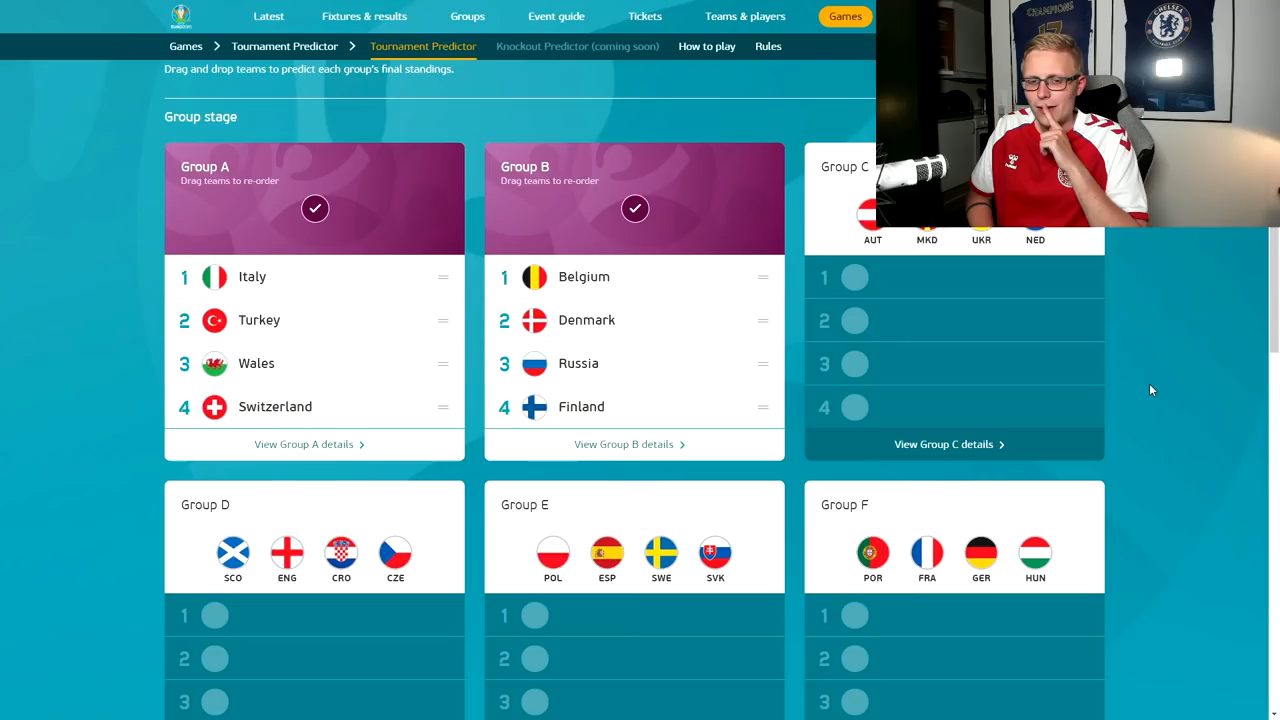 Latest
Fixtures & results
Groups
Event guide
Tickets
Teams & players
Games
Games
Tournament Predictor
Tournament Predictor
Knockout Predictor (coming soon)
How to play
Rules
Drag and drop teams to predict each group's final standings.
Group stage
Group A
Drag teams to re-order
1 Italy
2 Turkey
3 Wales
4 Switzerland
View Group A details
Group B
Drag teams to re-order
1 Belgium
2 Denmark
3 Russia
4 Finland
View Group B details
Group C
AUT MKD UKR NED
1
2
3
4
View Group C details
Group D
SCO ENG CRO CZE
1
2
3
Group E
POL ESP SWE SVK
1
2
3
Group F
POR FRA GER HUN
1
2
3
CHAMPIONS
17
CHELSEA